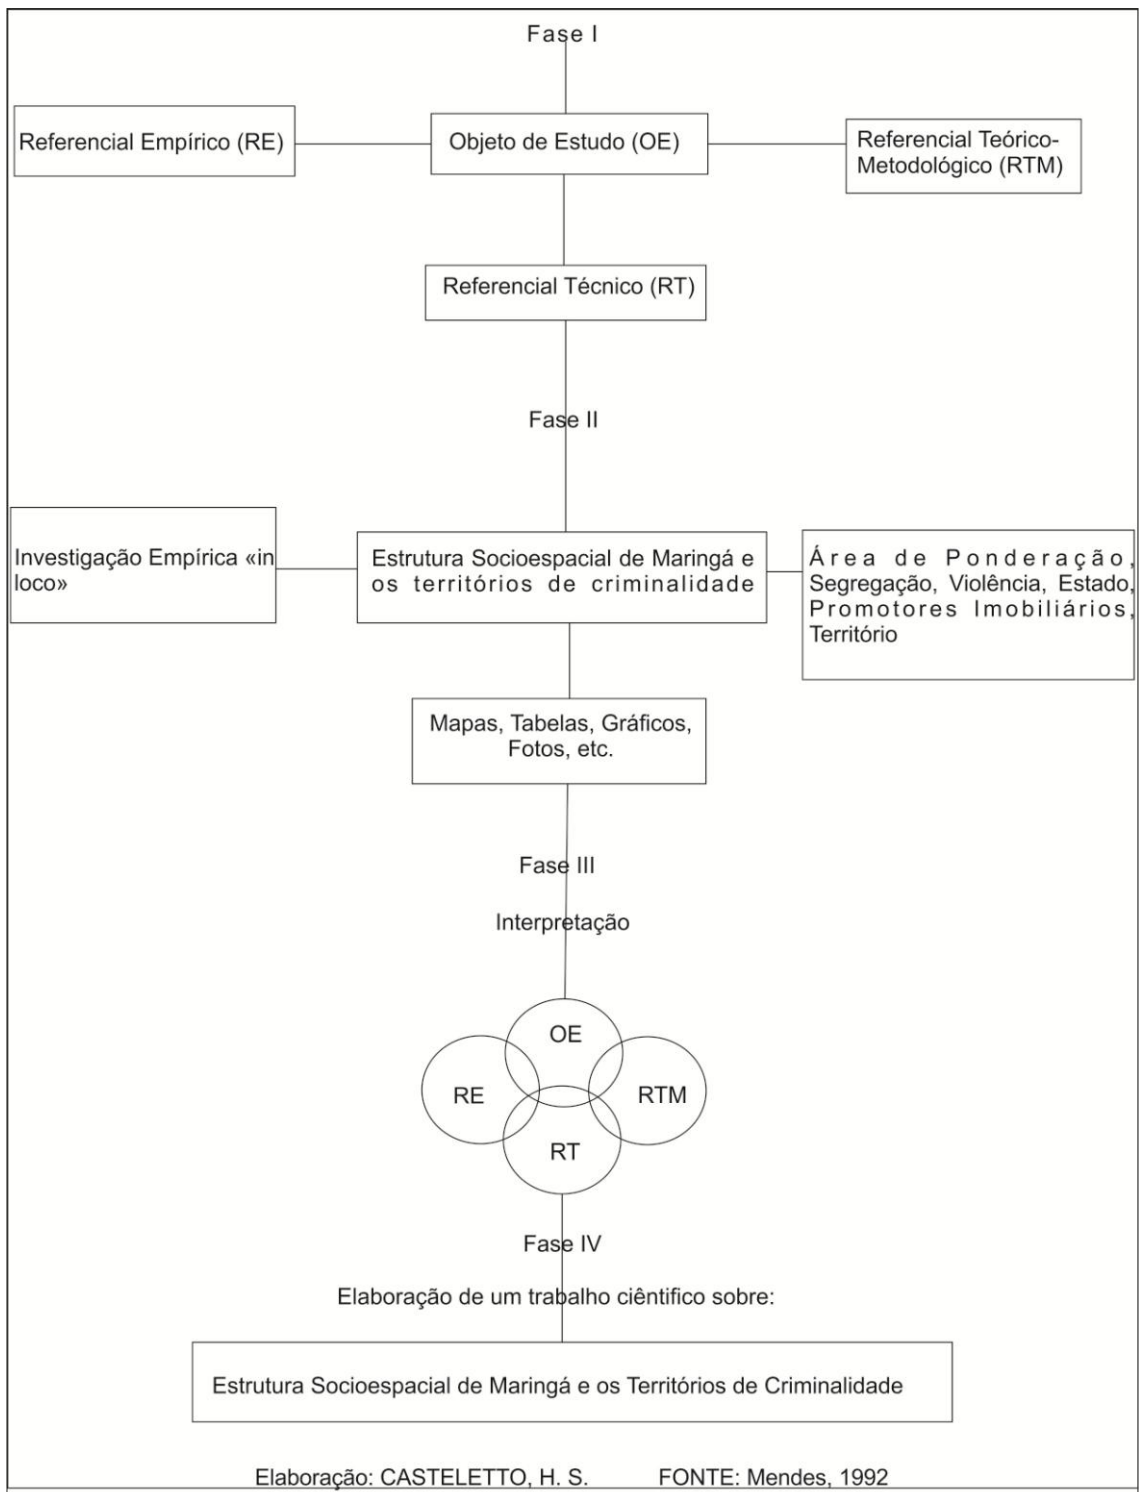 Fase I
Referencial Empírico (RE)
Objeto de Estudo (OE)
Referencial Teórico-
Metodológico (RTM)
Referencial Técnico (RT)
Fase II
Investigação Empírica «in
loco»
Estrutura Socioespacial de Maringá e
os territórios de criminalidade
Área de Ponderação,
Segregação, Violência, Estado,
Promotores Imobiliários,
Território
Mapas, Tabelas, Gráficos,
Fotos, etc.
Fase III
Interpretação
OE
RE
RTM
RT
Fase IV
Elaboração de um trabalho ciêntifico sobre:
Estrutura Socioespacial de Maringá e os Territórios de Criminalidade
Elaboração: CASTELETTO, H. S. FONTE: Mendes, 1992